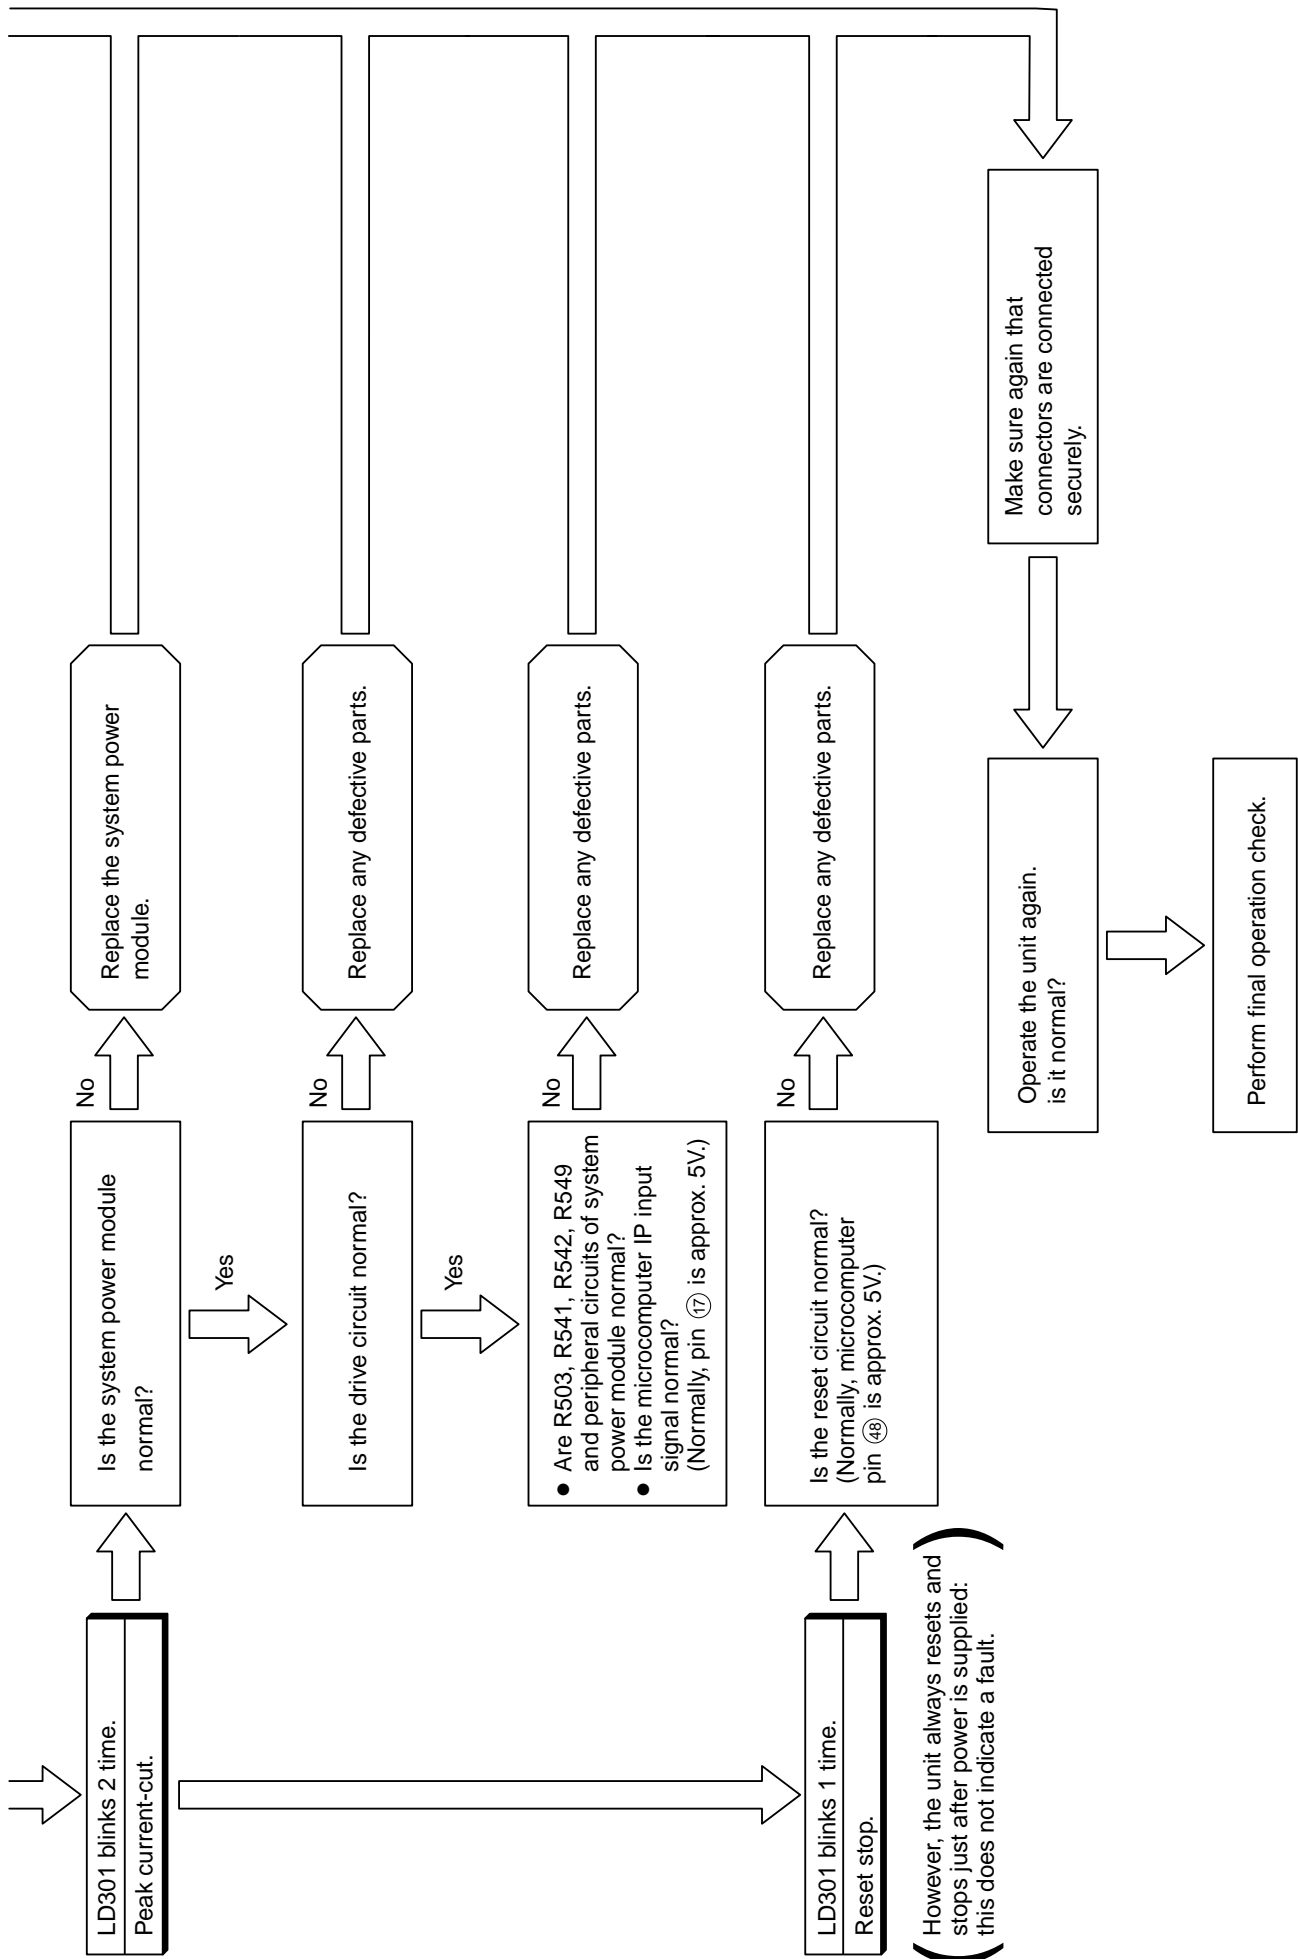 LD301 blinks 2 time.
Peak current-cut.
Is the system power module
normal?
No
Replace the system power
module.
Yes
Is the drive circuit normal?
No
Replace any defective parts.
Yes
● Are R503, R541, R542, R549
and peripheral circuits of system
power module normal?
● Is the microcomputer IP input
signal normal?
(Normally, pin ⑰ is approx. 5V.)
No
Replace any defective parts.
LD301 blinks 1 time.
Reset stop.
Is the reset circuit normal?
(Normally, microcomputer
pin ㊽ is approx. 5V.)
No
Replace any defective parts.
(However, the unit always resets and
stops just after power is supplied:
this does not indicate a fault.)
Make sure again that
connectors are connected
securely.
Operate the unit again.
is it normal?
Perform final operation check.